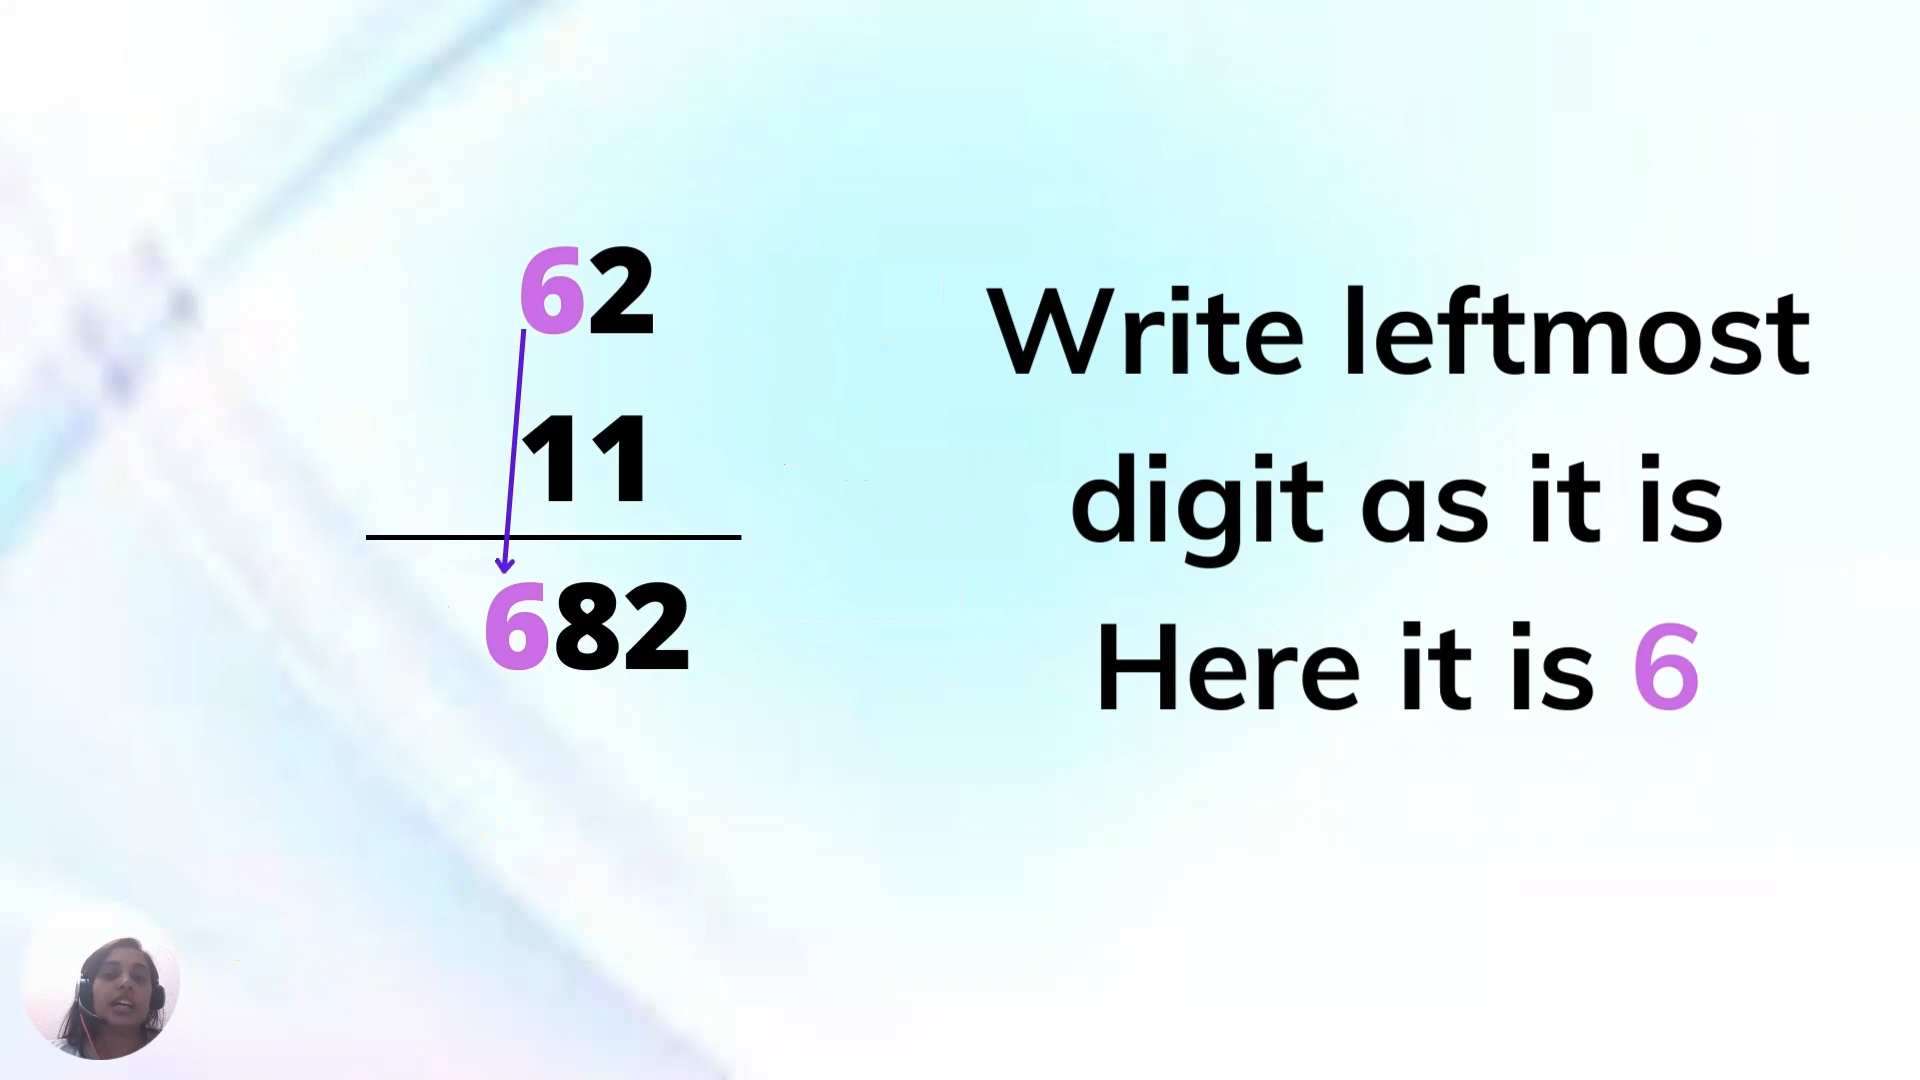 62
11
682
Write leftmost
digit as it is
Here it is 6